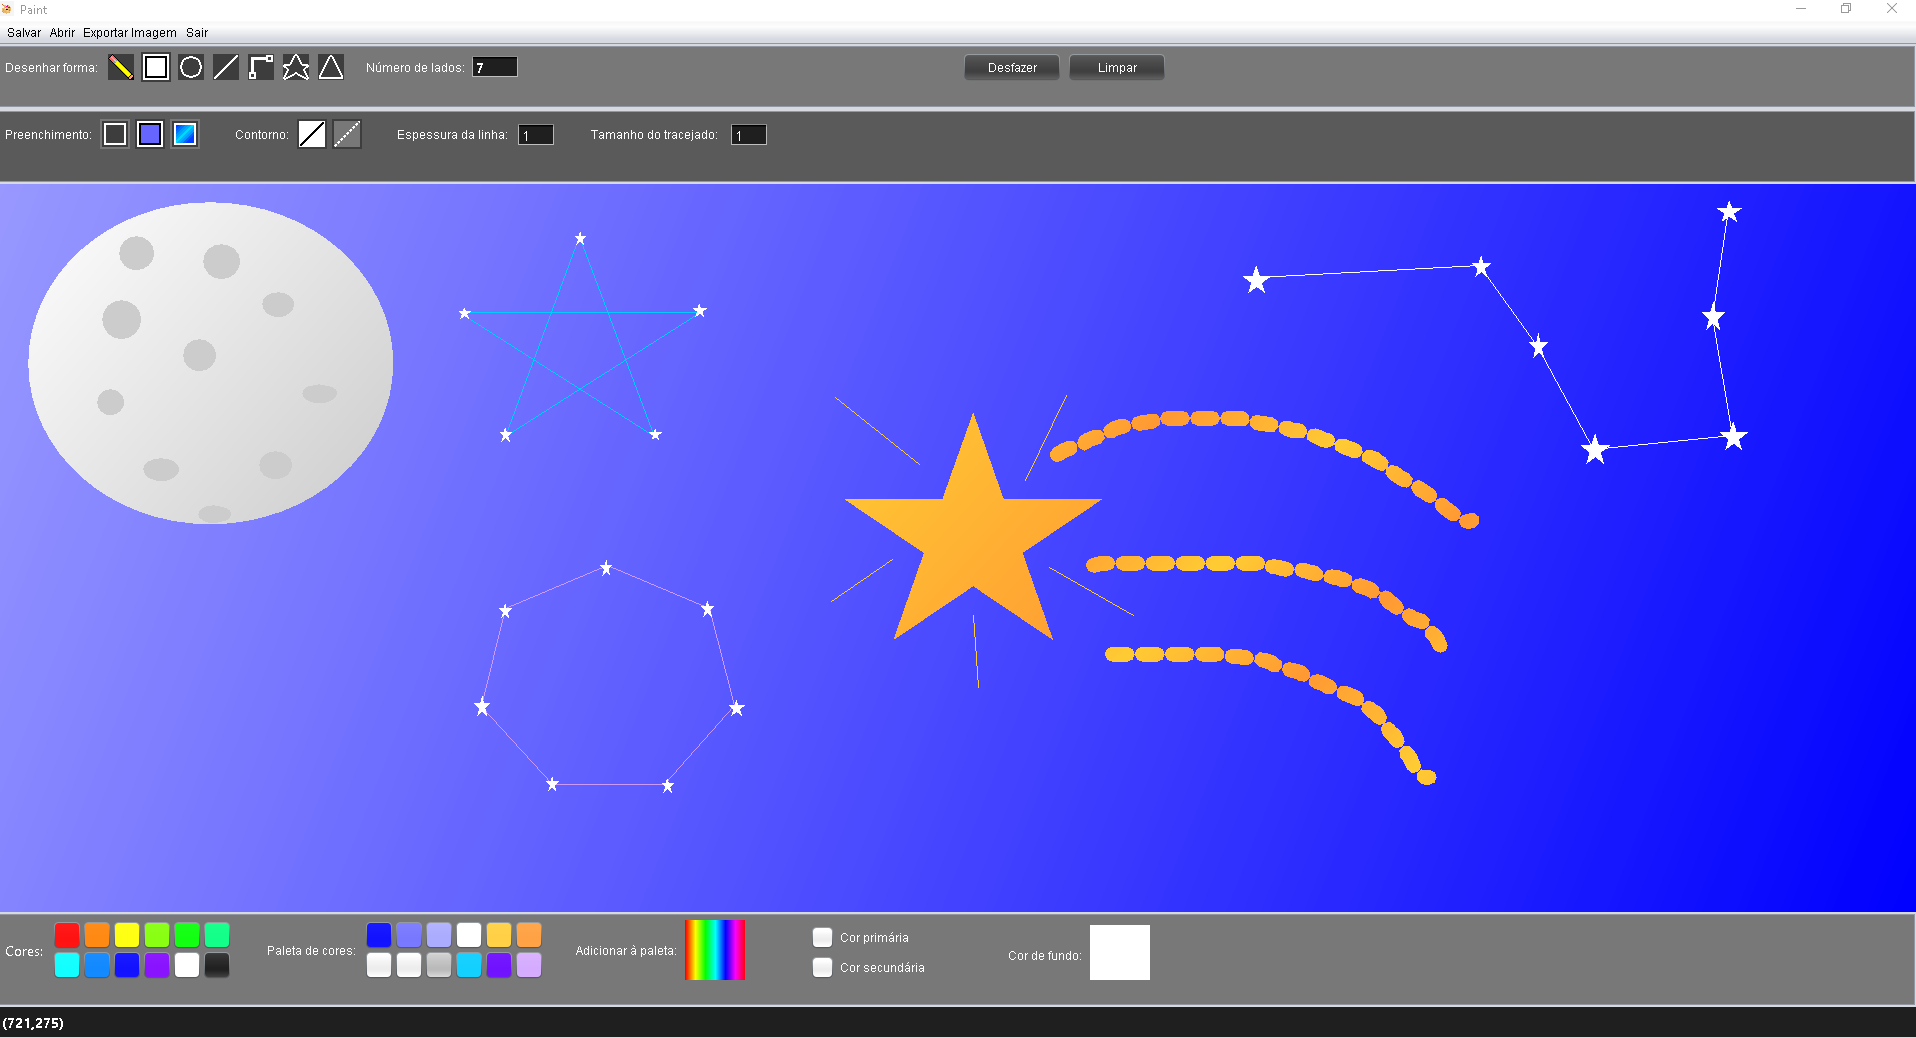 Paint
Salvar Abrir Exportar Imagem Sair
Desenhar forma: Número de lados: 7 Desfazer Limpar
Preenchimento: Contorno: Espessura da linha: 1 Tamanho do tracejado: 1
Cores: Paleta de cores: Adicionar à paleta: Cor primária
Cor secundária
Cor de fundo:
(721,275)